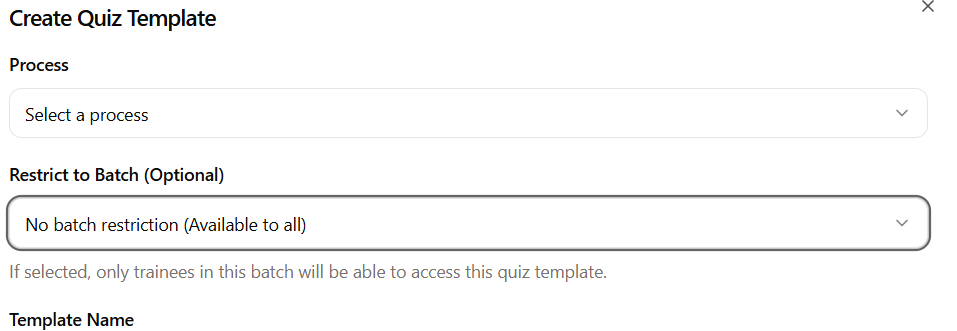 Create Quiz Template
Process
Select a process
Restrict to Batch (Optional)
No batch restriction (Available to all)
If selected, only trainees in this batch will be able to access this quiz template.
Template Name